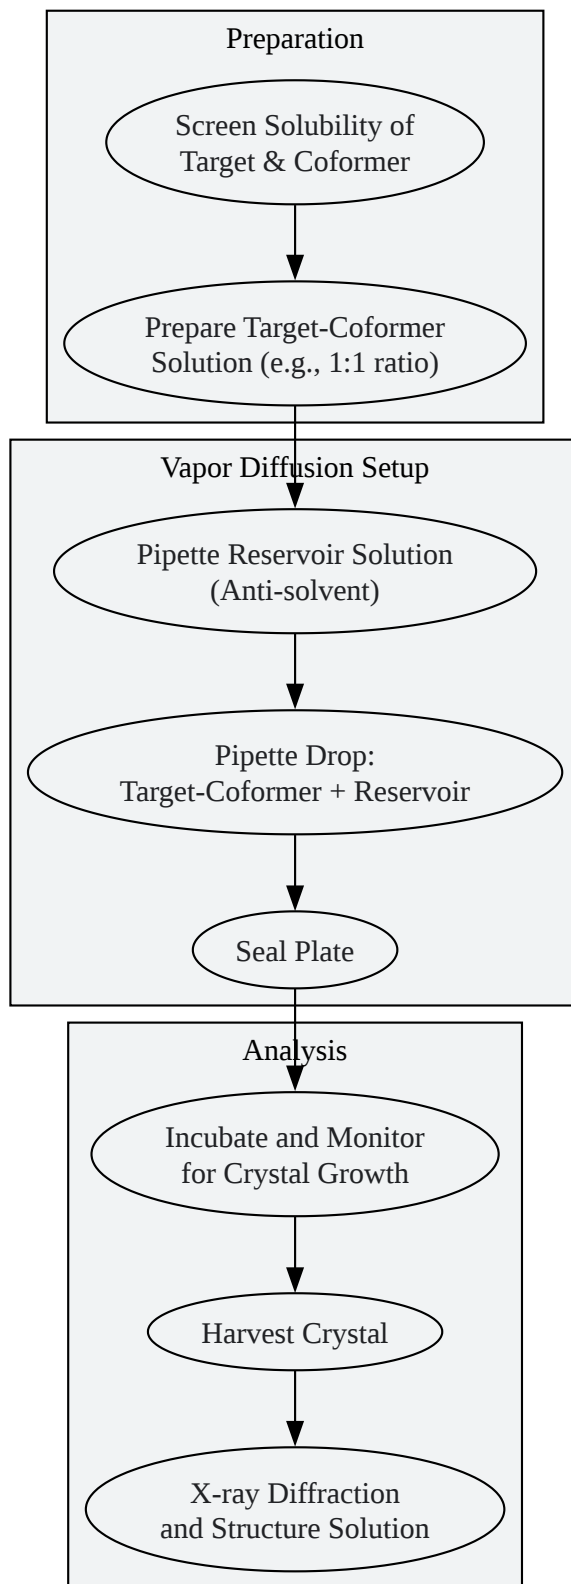 Preparation
Screen Solubility of
Target & Coformer
Prepare Target-Coformer
Solution (e.g., 1:1 ratio)
Vapor Diffusion Setup
Pipette Reservoir Solution
(Anti-solvent)
Pipette Drop:
Target-Coformer + Reservoir
Seal Plate
Analysis
Incubate and Monitor
for Crystal Growth
Harvest Crystal
X-ray Diffraction
and Structure Solution